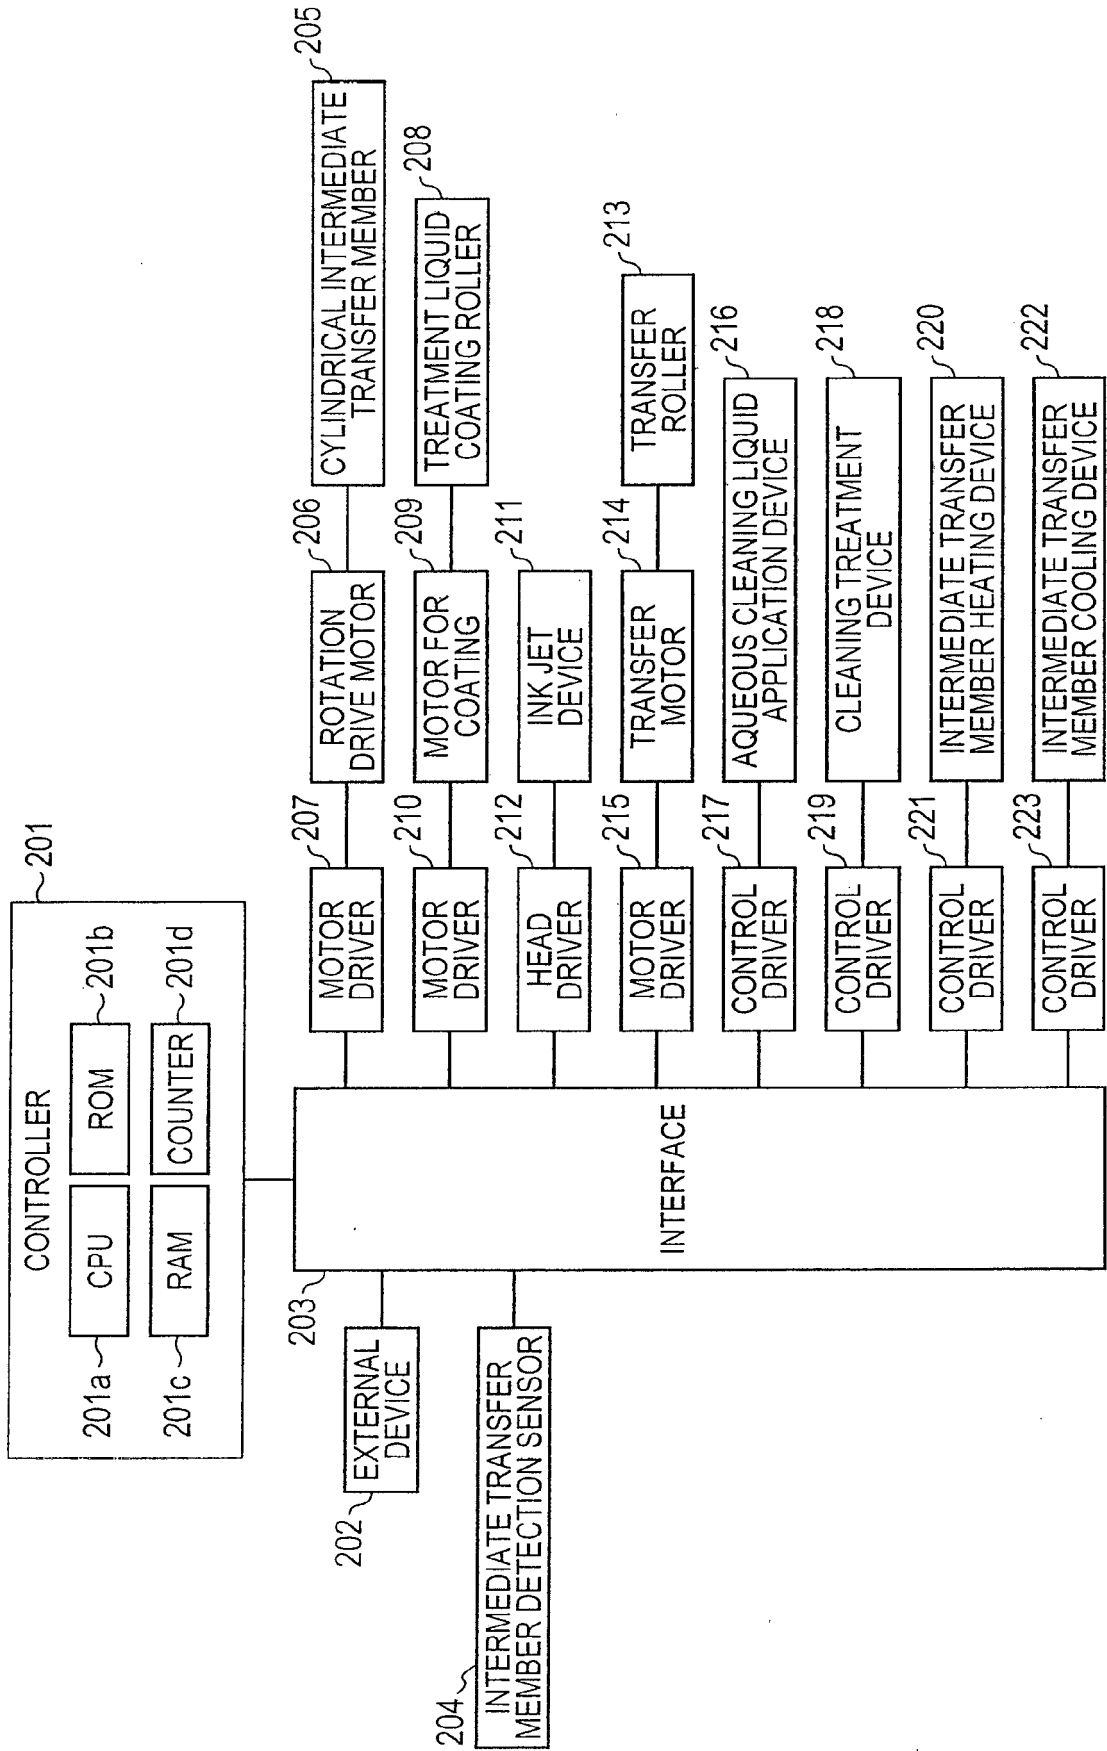 CONTROLLER
201
CPU
201a
ROM
201b
RAM
201c
COUNTER
201d
EXTERNAL
DEVICE
202
INTERMEDIATE TRANSFER
MEMBER DETECTION SENSOR
204
INTERFACE
203
MOTOR
DRIVER
207
ROTATION
DRIVE MOTOR
206
CYLINDRICAL INTERMEDIATE
TRANSFER MEMBER
205
MOTOR
DRIVER
210
MOTOR FOR
COATING
209
TREATMENT LIQUID
COATING ROLLER
208
HEAD
DRIVER
212
INK JET
DEVICE
211
MOTOR
DRIVER
215
TRANSFER
MOTOR
214
TRANSFER
ROLLER
213
CONTROL
DRIVER
217
AQUEOUS CLEANING LIQUID
APPLICATION DEVICE
216
CONTROL
DRIVER
219
CLEANING TREATMENT
DEVICE
218
CONTROL
DRIVER
221
INTERMEDIATE TRANSFER
MEMBER HEATING DEVICE
220
CONTROL
DRIVER
223
INTERMEDIATE TRANSFER
MEMBER COOLING DEVICE
222